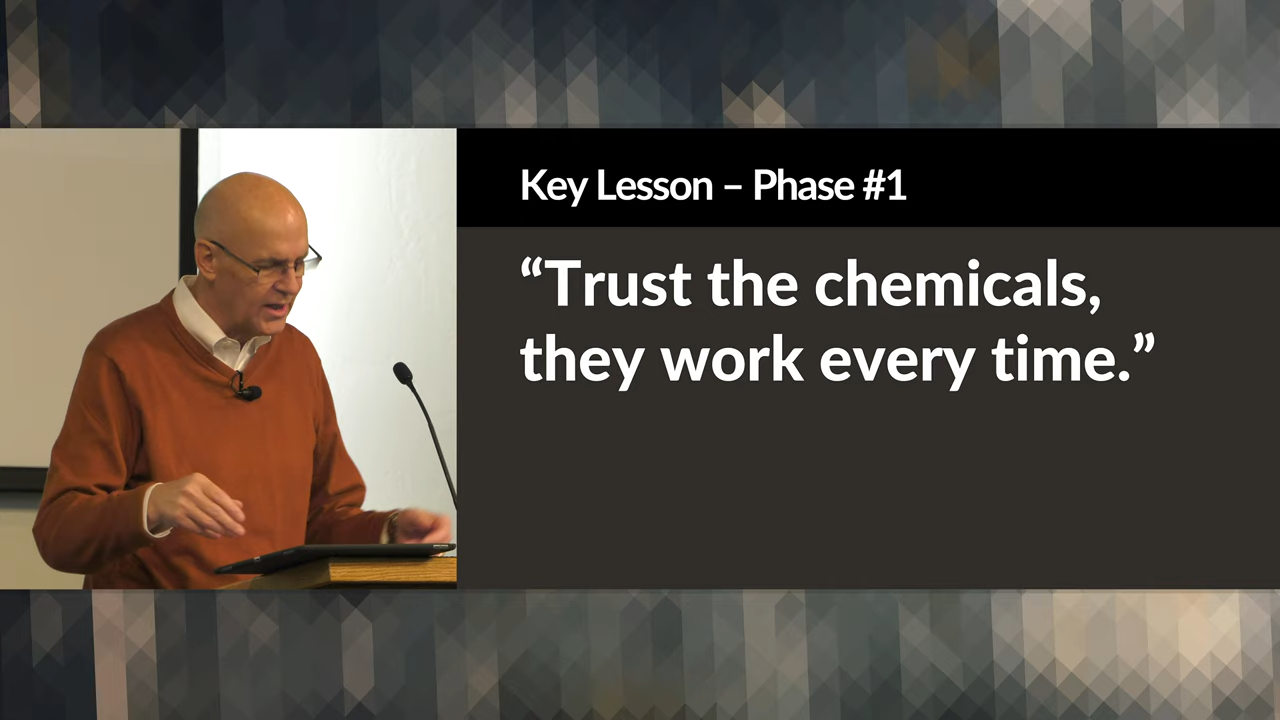 Key Lesson – Phase #1
“Trust the chemicals,
they work every time.”